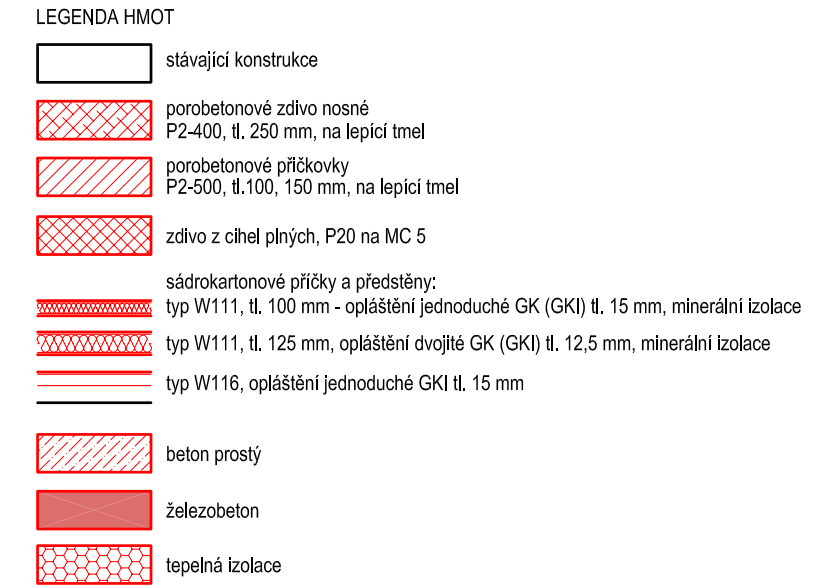 LEGENDA HMOT
stávající konstrukce
porobetonové zdivo nosné
P2-400, tl. 250 mm, na lepící tmel
porobetonové přičkovky
P2-500, tl.100, 150 mm, na lepící tmel
zdivo z cihel plných, P20 na MC 5
sádrokartonové příčky a předstěny:
typ W111, tl. 100 mm - opláštění jednoduché GK (GKI) tl. 15 mm, minerální izolace
typ W111, tl. 125 mm, opláštění dvojité GK (GKI) tl. 12,5 mm, minerální izolace
typ W116, opláštění jednoduché GKI tl. 15 mm
beton prostý
železobeton
tepelná izolace